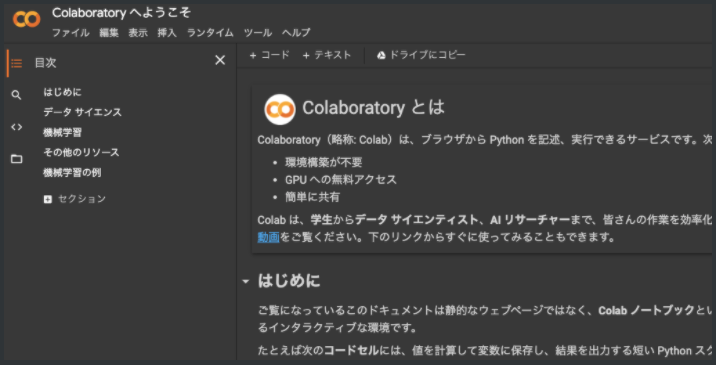 Colaboratory へようこそ
ファイル 編集 表示 挿入 ランタイム ツール ヘルプ
目次
はじめに
データ サイエンス
機械学習
その他のリソース
機械学習の例
セクション
+ コード + テキスト ドライブにコピー
Colaboratory とは
Colaboratory（略称: Colab）は、ブラウザから Python を記述、実行できるサービスです。次
• 環境構築が不要
• GPU への無料アクセス
• 簡単に共有
Colab は、学生からデータ サイエンティスト、AI リサーチャーまで、皆さんの作業を効率化
動画をご覧ください。下のリンクからすぐに使ってみることもできます。
はじめに
ご覧になっているこのドキュメントは静的なウェブページではなく、Colab ノートブックとい
るインタラクティブな環境です。
たとえば次のコードセルには、値を計算して変数に保存し、結果を出力する短い Python スク